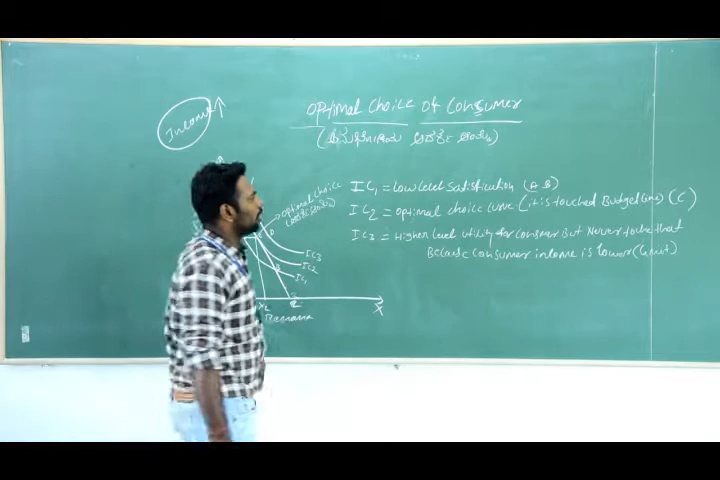 Optimal Choice of Consumer
Income
IC1 = Low Level Satisfication (A B)
IC2 = Optimal choice curve (it is touched Budget line) (C)
IC3 = Higher level utility for consumer But Never touche that
Because consumer income is lower (Limit)
optimal choice
IC3
IC2
IC1
X
Banana